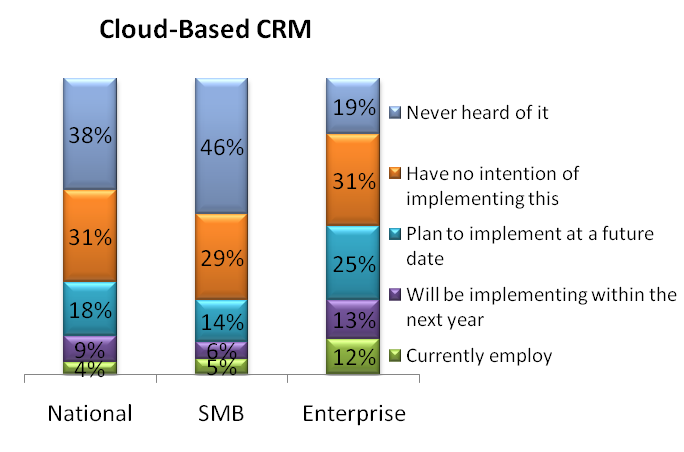 Cloud-Based CRM
38%
46%
19%
31%
29%
31%
18%
14%
25%
9%
6%
13%
4%
5%
12%
National
SMB
Enterprise
Never heard of it
Have no intention of
implementing this
Plan to implement at a future
date
Will be implementing within the
next year
Currently employ